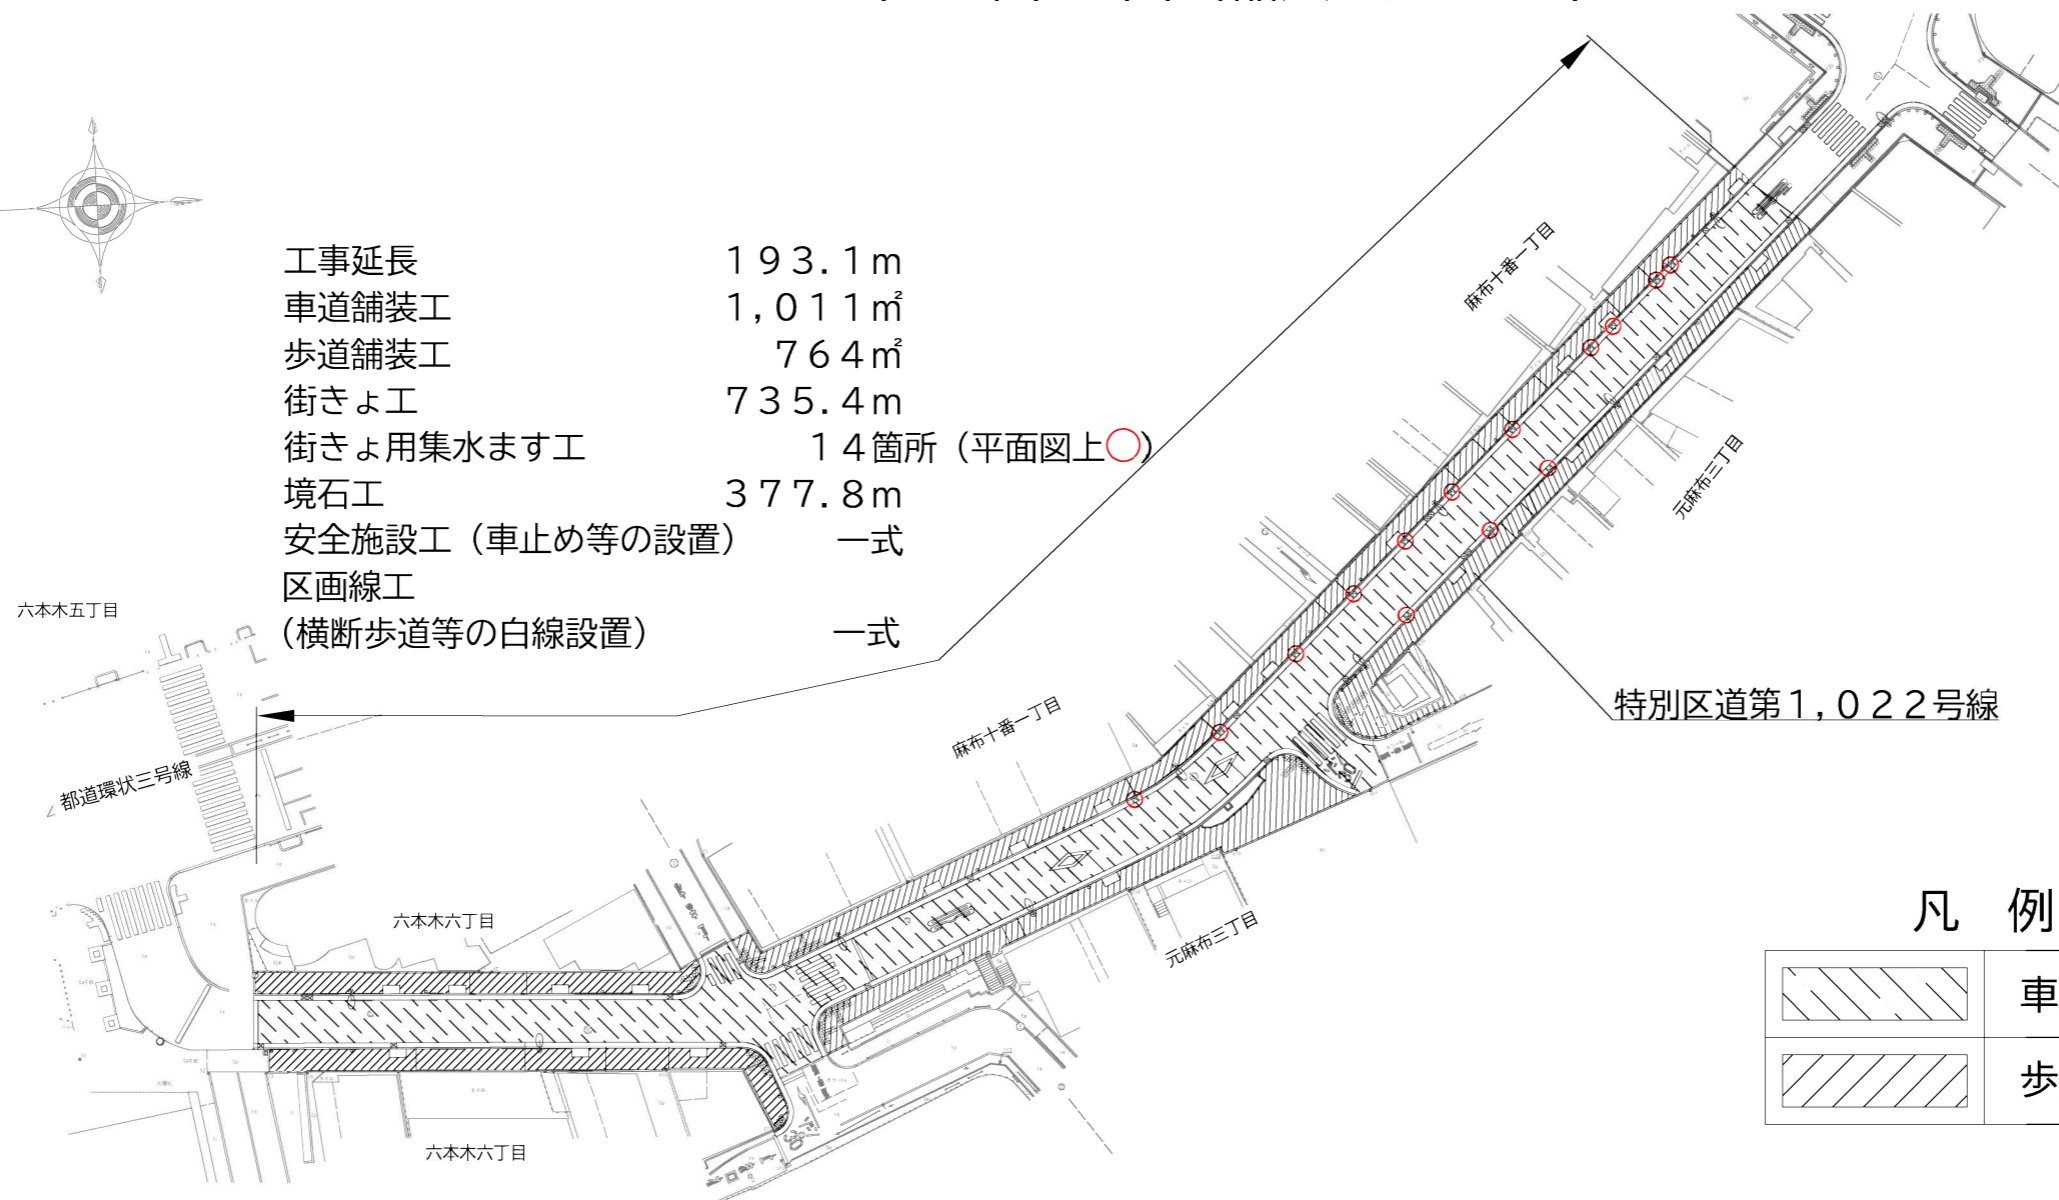 工事延長 １９３.１ｍ
車道舗装工 １,０１１㎡
歩道舗装工 ７６４㎡
街きょ工 ７３５.４ｍ
街きょ用集水ます工 １４箇所（平面図上○）
境石工 ３７７.８ｍ
安全施設工（車止め等の設置） 一式
区画線工
（横断歩道等の白線設置） 一式
麻布十番一丁目
元麻布三丁目
六本木五丁目
都道環状三号線
麻布十番一丁目
特別区道第１,０２２号線
六本木六丁目
元麻布三丁目
六本木六丁目
凡 例
車
歩
30